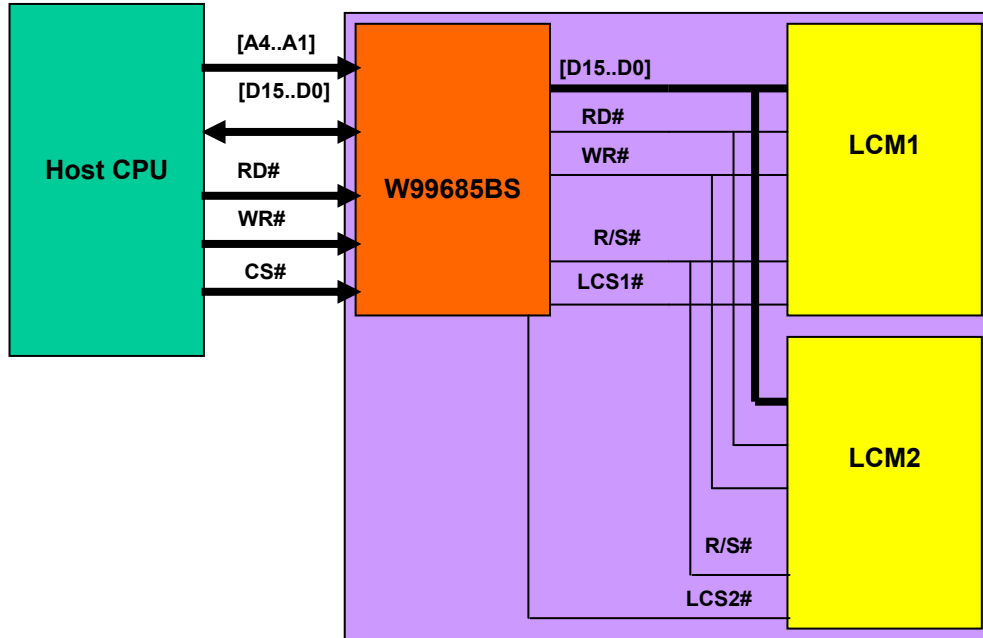 Host CPU
[A4..A1]
[D15..D0]
RD#
WR#
CS#
W99685BS
[D15..D0]
RD#
WR#
R/S#
LCS1#
LCM1
LCM2
R/S#
LCS2#